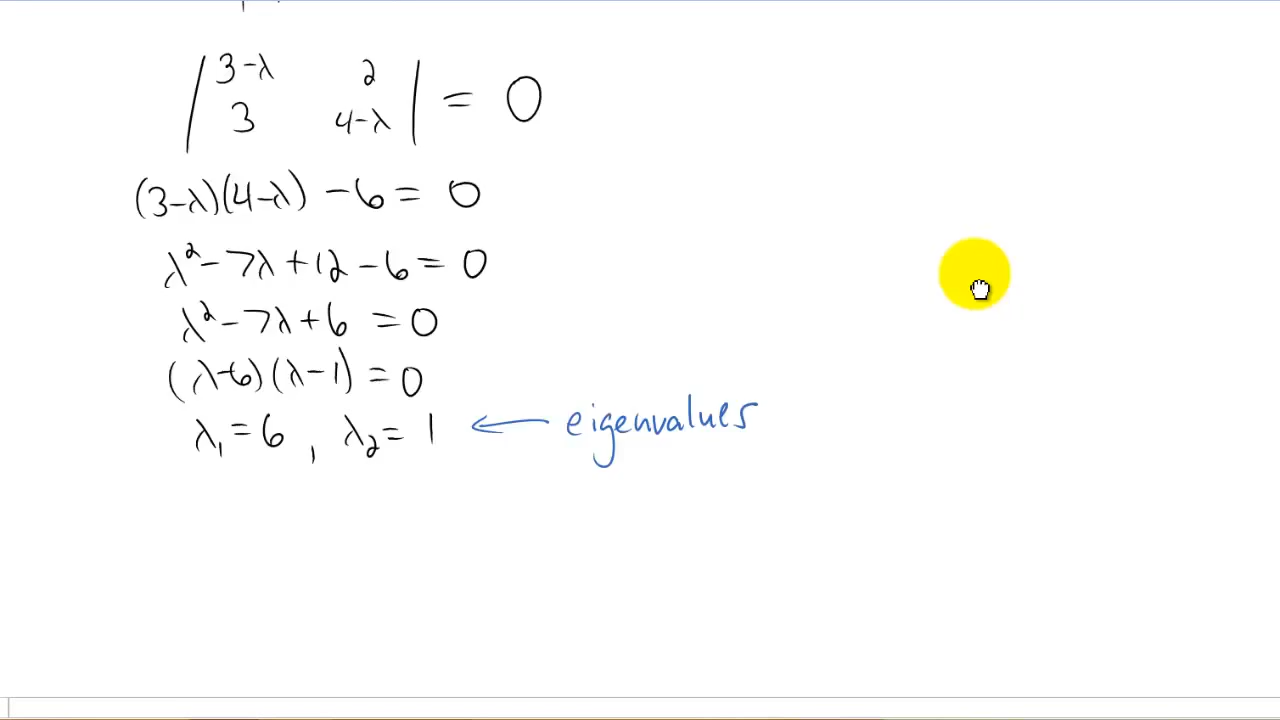 | 3-λ 2 |
| 3 4-λ | = 0
(3-λ)(4-λ) - 6 = 0
λ² - 7λ + 12 - 6 = 0
λ² - 7λ + 6 = 0
(λ-6)(λ-1) = 0
λ₁ = 6 , λ₂ = 1 ← eigenvalues